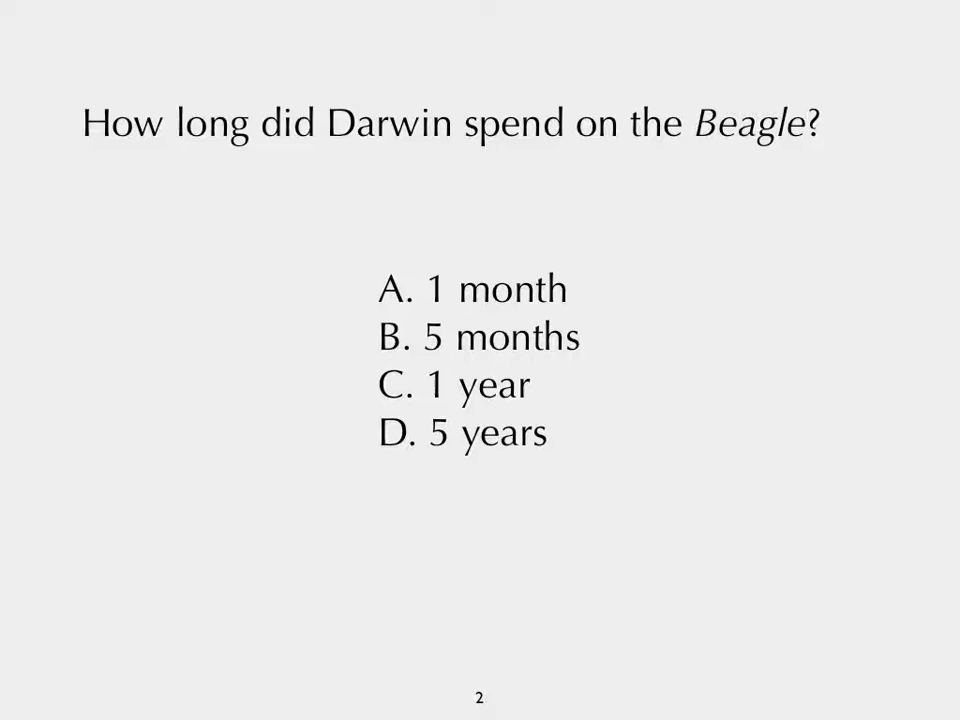 How long did Darwin spend on the Beagle?
A. 1 month
B. 5 months
C. 1 year
D. 5 years
2